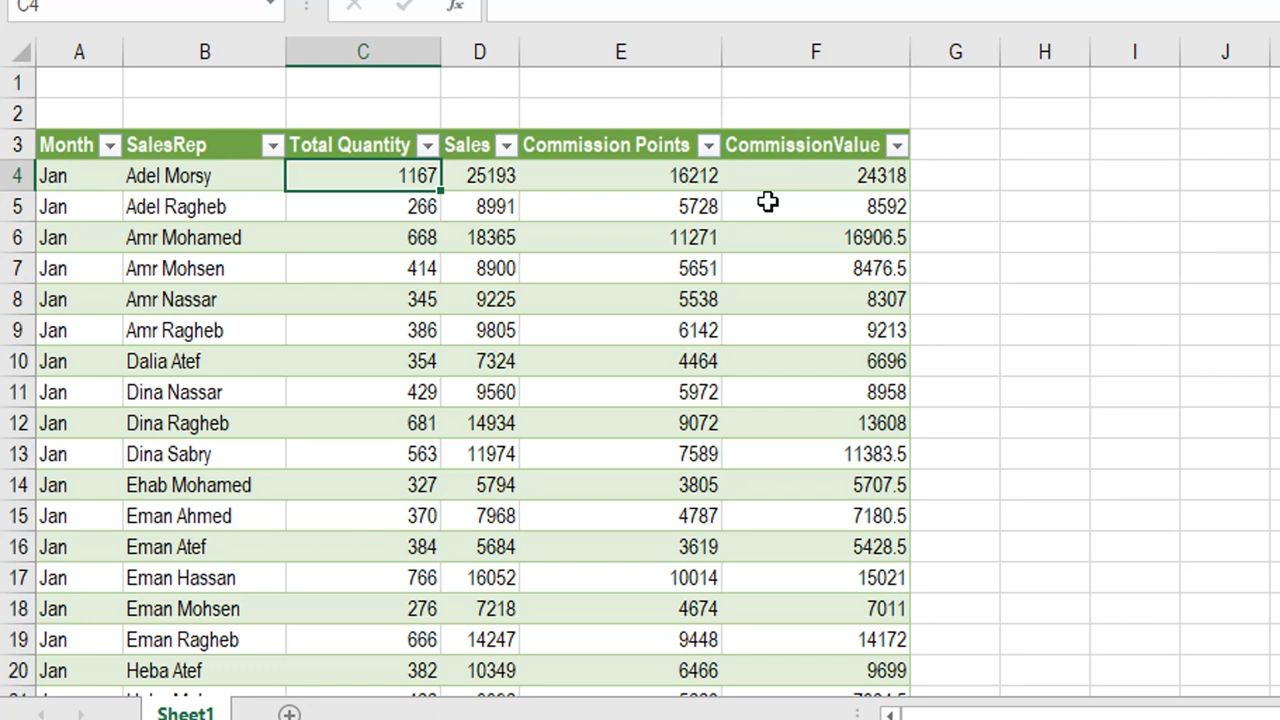 C4 fx
A B C D E F G H I J
1
2
3 Month SalesRep Total Quantity Sales Commission Points CommissionValue
4 Jan Adel Morsy 1167 25193 16212 24318
5 Jan Adel Ragheb 266 8991 5728 8592
6 Jan Amr Mohamed 668 18365 11271 16906.5
7 Jan Amr Mohsen 414 8900 5651 8476.5
8 Jan Amr Nassar 345 9225 5538 8307
9 Jan Amr Ragheb 386 9805 6142 9213
10 Jan Dalia Atef 354 7324 4464 6696
11 Jan Dina Nassar 429 9560 5972 8958
12 Jan Dina Ragheb 681 14934 9072 13608
13 Jan Dina Sabry 563 11974 7589 11383.5
14 Jan Ehab Mohamed 327 5794 3805 5707.5
15 Jan Eman Ahmed 370 7968 4787 7180.5
16 Jan Eman Atef 384 5684 3619 5428.5
17 Jan Eman Hassan 766 16052 10014 15021
18 Jan Eman Mohsen 276 7218 4674 7011
19 Jan Eman Ragheb 666 14247 9448 14172
20 Jan Heba Atef 382 10349 6466 9699
Sheet1